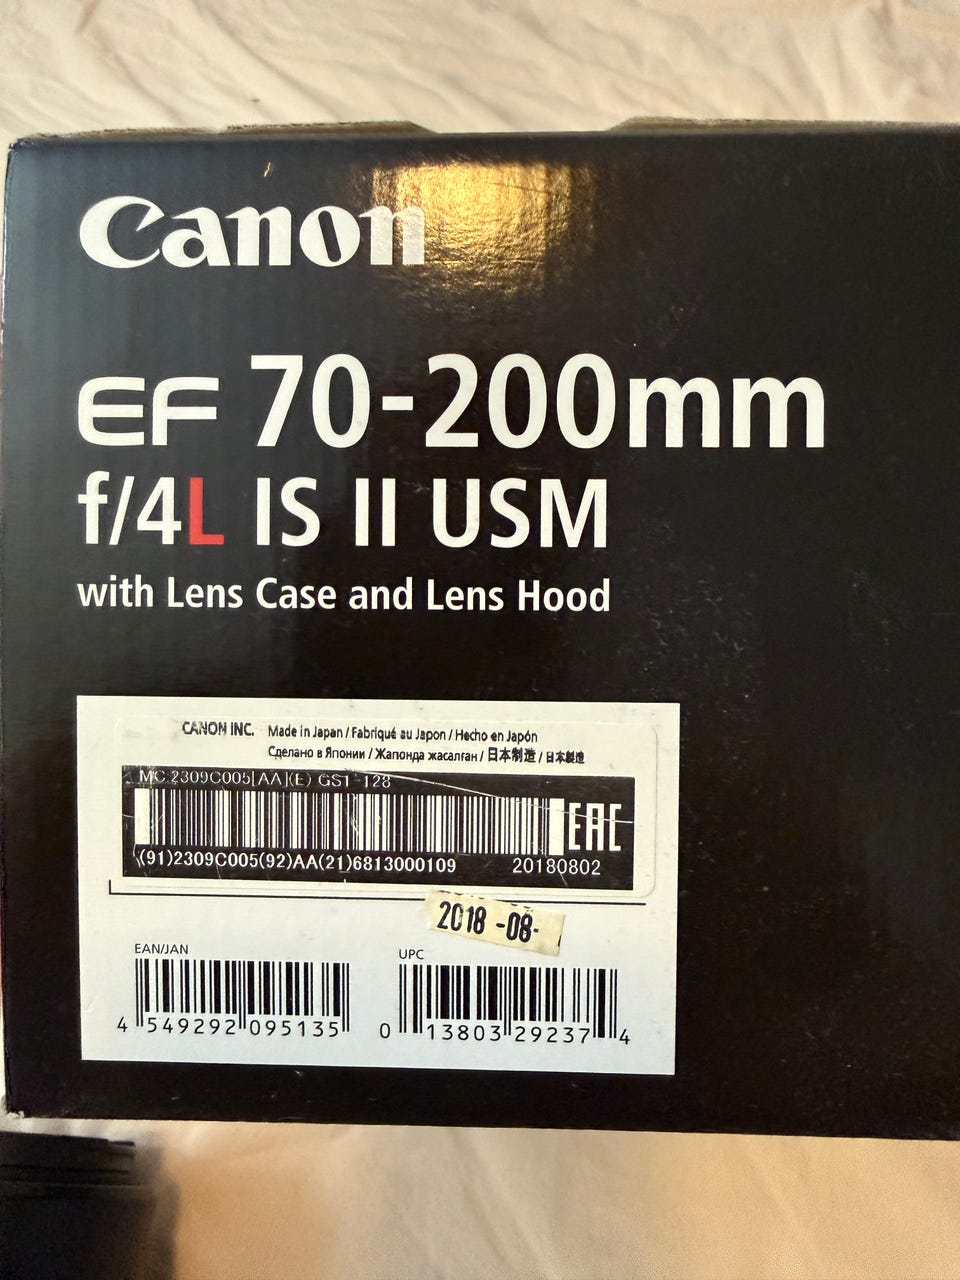 Canon
EF 70-200mm
f/4L IS II USM
with Lens Case and Lens Hood
CANON INC. Made in Japan / Fabriqué au Japon / Hecho en Japón
Сделано в Японии / Жапонда жасалған / 日本制造 / 日本製造
MC:2309C005[AA](E) GS1-128
EAC
(91)2309C005(92)AA(21)6813000109 20180802
2018 -08-
EAN/JAN
4 549292 095135
UPC
0 13803 29237 4